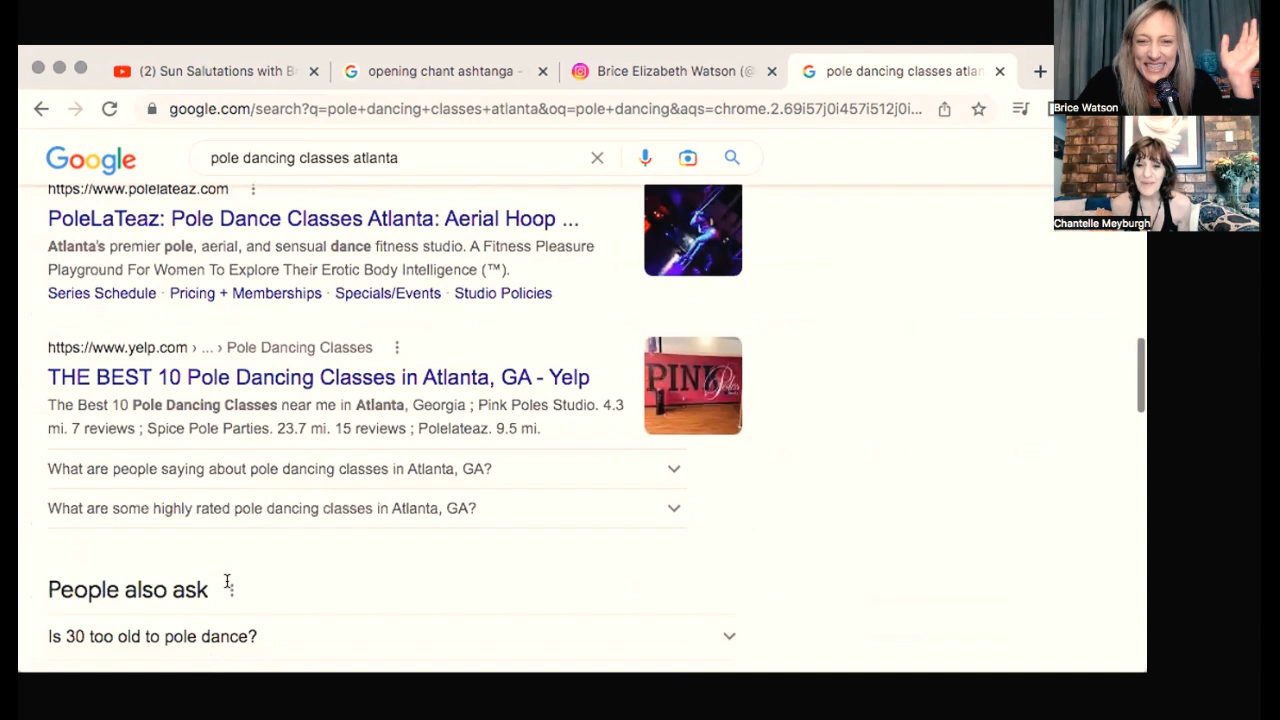 (2) Sun Salutations with Br
opening chant ashtanga -
Brice Elizabeth Watson (@
pole dancing classes atlan
google.com/search?q=pole+dancing+classes+atlanta&oq=pole+dancing&aqs=chrome.2.69i57j0i457i512j0i...
Brice Watson
Google
pole dancing classes atlanta
https://www.polelateaz.com
PoleLaTeaz: Pole Dance Classes Atlanta: Aerial Hoop ...
Atlanta's premier pole, aerial, and sensual dance fitness studio. A Fitness Pleasure
Playground For Women To Explore Their Erotic Body Intelligence (™).
Series Schedule · Pricing + Memberships · Specials/Events · Studio Policies
Chantelle Meyburgh
https://www.yelp.com › ... › Pole Dancing Classes
THE BEST 10 Pole Dancing Classes in Atlanta, GA - Yelp
The Best 10 Pole Dancing Classes near me in Atlanta, Georgia ; Pink Poles Studio. 4.3
mi. 7 reviews ; Spice Pole Parties. 23.7 mi. 15 reviews ; Polelateaz. 9.5 mi.
PINK
What are people saying about pole dancing classes in Atlanta, GA?
What are some highly rated pole dancing classes in Atlanta, GA?
People also ask
Is 30 too old to pole dance?